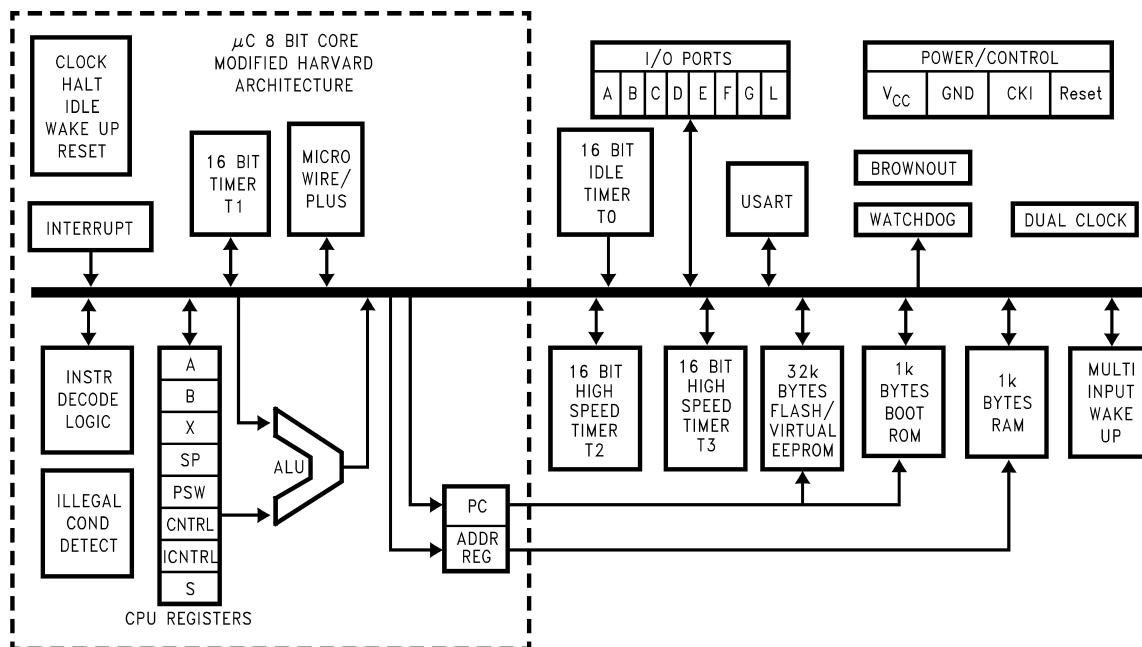 CLOCK
HALT
IDLE
WAKE UP
RESET
μC 8 BIT CORE
MODIFIED HARVARD
ARCHITECTURE
I/O PORTS
A B C D E F G L
POWER/CONTROL
VCC GND CKI Reset
16 BIT
TIMER
T1
MICRO
WIRE/
PLUS
16 BIT
IDLE
TIMER
T0
USART
BROWNOUT
WATCHDOG
DUAL CLOCK
INTERRUPT
INSTR
DECODE
LOGIC
ILLEGAL
COND
DETECT
A
B
X
SP
PSW
CNTRL
ICNTRL
S
CPU REGISTERS
ALU
PC
ADDR
REG
16 BIT
HIGH
SPEED
TIMER
T2
16 BIT
HIGH
SPEED
TIMER
T3
32k
BYTES
FLASH/
VIRTUAL
EEPROM
1k
BYTES
BOOT
ROM
1k
BYTES
RAM
MULTI
INPUT
WAKE
UP